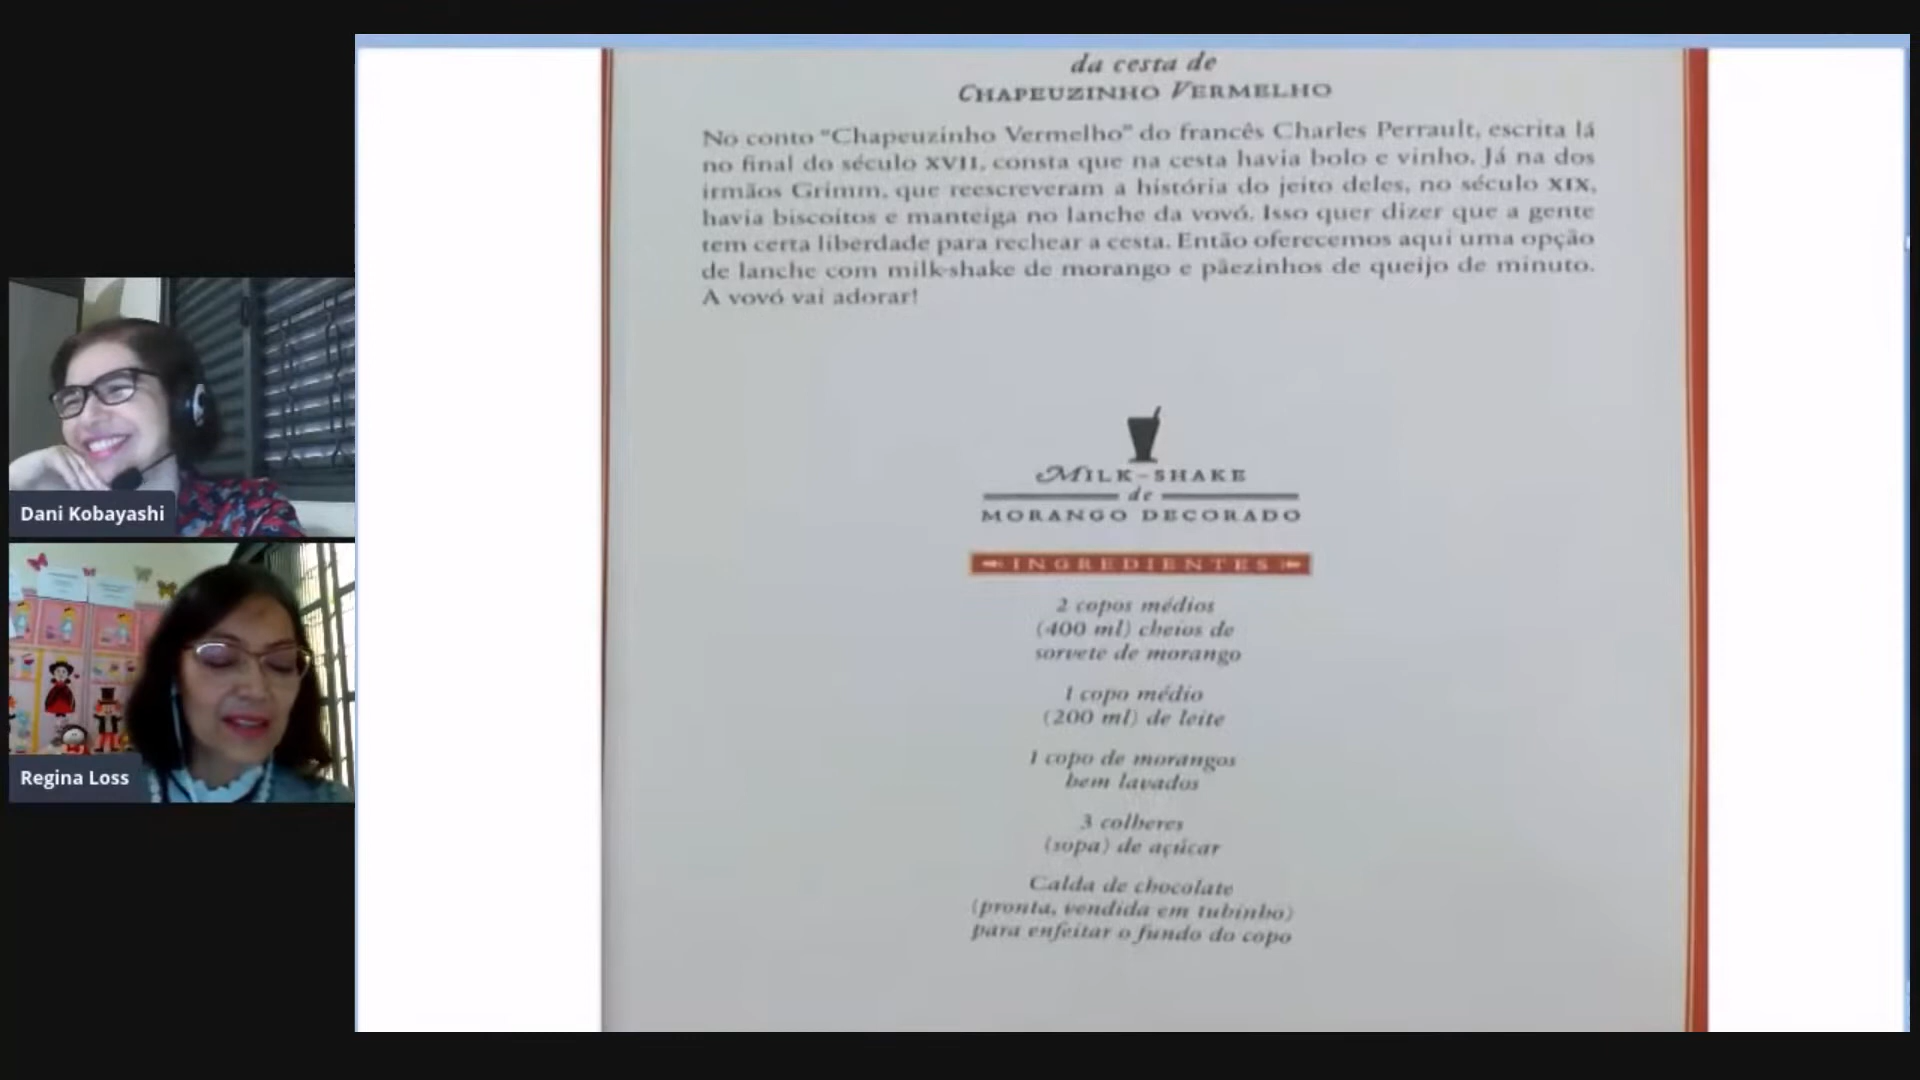 da cesta de
CHAPEUZINHO VERMELHO
No conto "Chapeuzinho Vermelho" do francês Charles Perrault, escrita lá
no final do século XVII, consta que na cesta havia bolo e vinho. Já na dos
irmãos Grimm, que reescreveram a história do jeito deles, no século XIX,
havia biscoitos e manteiga no lanche da vovó. Isso quer dizer que a gente
tem certa liberdade para rechear a cesta. Então oferecemos aqui uma opção
de lanche com milk-shake de morango e pãezinhos de queijo de minuto.
A vovó vai adorar!
MILK-SHAKE
de
MORANGO DECORADO
INGREDIENTES
2 copos médios
(400 ml) cheios de
sorvete de morango
1 copo médio
(200 ml) de leite
1 copo de morangos
bem lavados
3 colheres
(sopa) de açúcar
Calda de chocolate
(pronta, vendida em tubinho)
para enfeitar o fundo do copo
Dani Kobayashi
Regina Loss